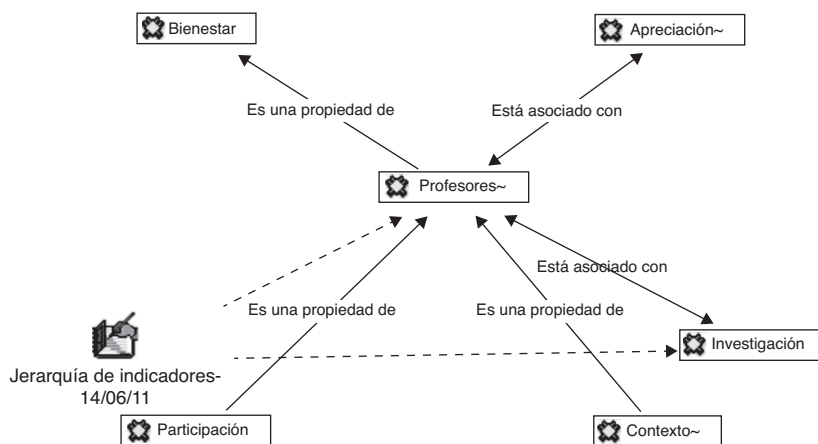 Bienestar
Apreciación~
Es una propiedad de
Está asociado con
Profesores~
Está asociado con
Es una propiedad de
Es una propiedad de
Investigación
Jerarquía de indicadores-
14/06/11
Participación
Contexto~